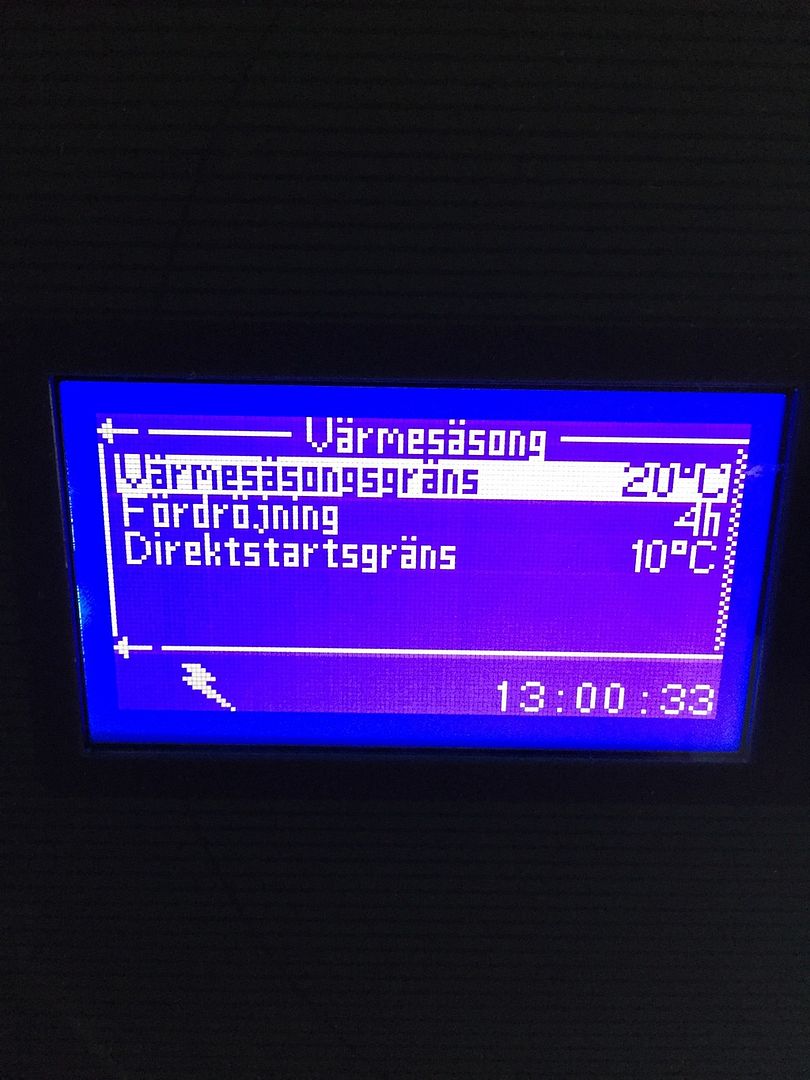 Värmesäsong
Värmesäsongsgräns 20°C
Fördröjning 4h
Direktstartsgräns 10°C
13:00:33